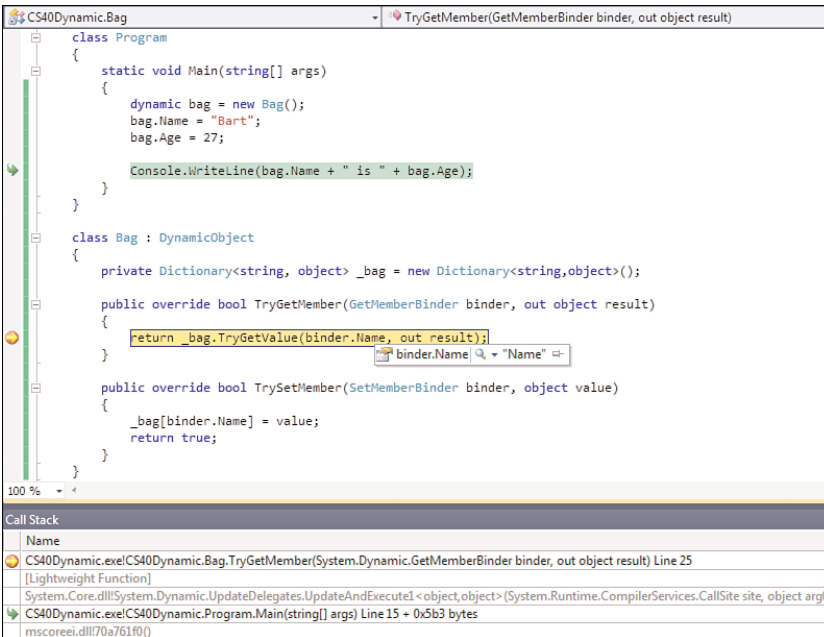 CS40Dynamic.Bag TryGetMember(GetMemberBinder binder, out object result)
class Program
{
static void Main(string[] args)
{
dynamic bag = new Bag();
bag.Name = "Bart";
bag.Age = 27;
Console.WriteLine(bag.Name + " is " + bag.Age);
}
}
class Bag : DynamicObject
{
private Dictionary<string, object> _bag = new Dictionary<string,object>();
public override bool TryGetMember(GetMemberBinder binder, out object result)
{
return _bag.TryGetValue(binder.Name, out result);
binder.Name "Name"
}
public override bool TrySetMember(SetMemberBinder binder, object value)
{
_bag[binder.Name] = value;
return true;
}
}
100 %
Call Stack
Name
CS40Dynamic.exe!CS40Dynamic.Bag.TryGetMember(System.Dynamic.GetMemberBinder binder, out object result) Line 25
[Lightweight Function]
System.Core.dll!System.Dynamic.UpdateDelegates.UpdateAndExecute1<object,object>(System.Runtime.CompilerServices.CallSite site, object arg
CS40Dynamic.exe!CS40Dynamic.Program.Main(string[] args) Line 15 + 0x5b3 bytes
mscoreei.dll!70a761f0()